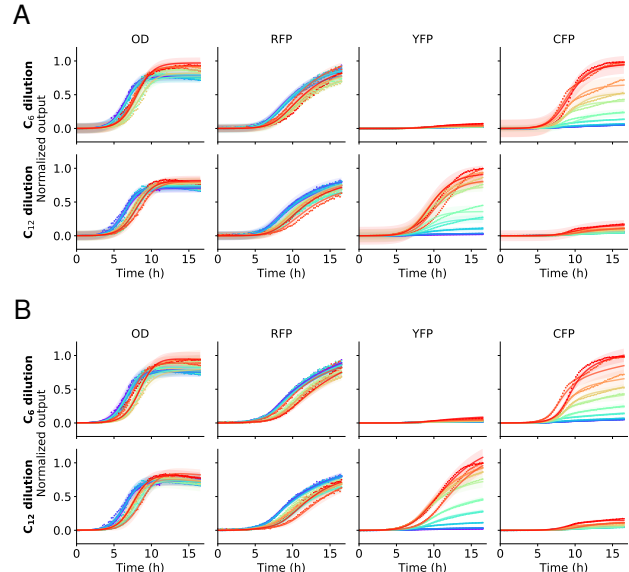 A
OD RFP YFP CFP
C6 dilution
Normalized output
1.0
0.5
0.0
C12 dilution
Normalized output
1.0
0.5
0.0
0 5 10 15 0 5 10 15 0 5 10 15 0 5 10 15
Time (h) Time (h) Time (h) Time (h)
B
OD RFP YFP CFP
C6 dilution
Normalized output
1.0
0.5
0.0
C12 dilution
Normalized output
1.0
0.5
0.0
0 5 10 15 0 5 10 15 0 5 10 15 0 5 10 15
Time (h) Time (h) Time (h) Time (h)